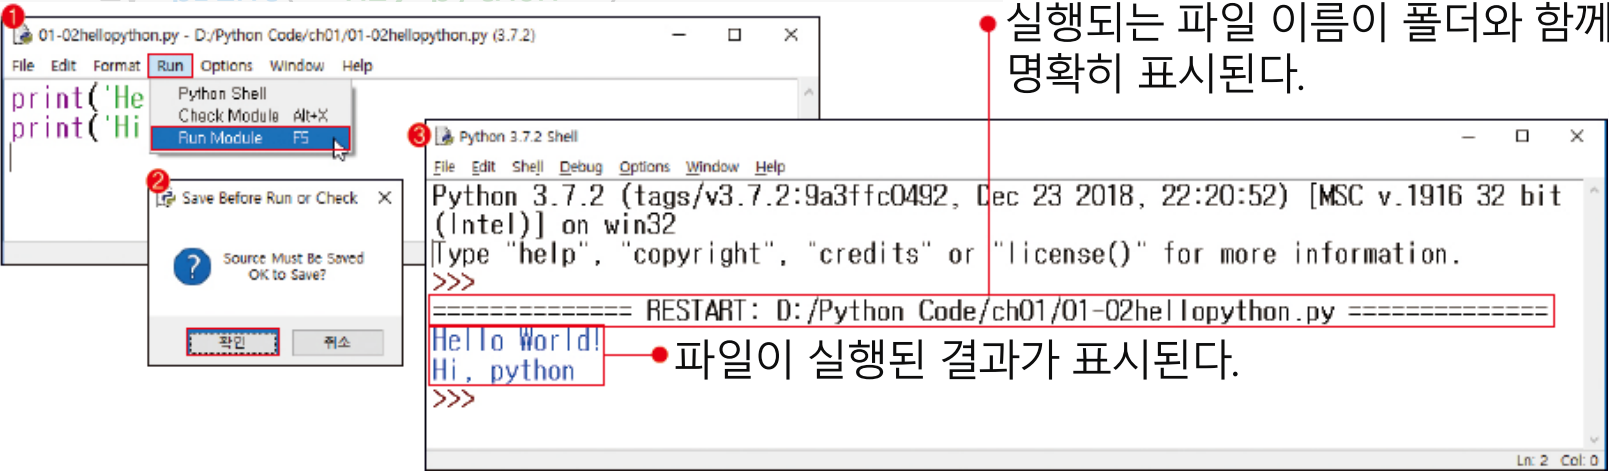 1
01-02hellopython.py - D:/Python Code/ch01/01-02hellopython.py (3.7.2)
File Edit Format Run Options Window Help
print('He
print('Hi
Python Shell
Check Module Alt+X
Run Module F5
2
Save Before Run or Check
Source Must Be Saved
OK to Save?
확인 취소
실행되는 파일 이름이 폴더와 함께
명확히 표시된다.
3
Python 3.7.2 Shell
File Edit Shell Debug Options Window Help
Python 3.7.2 (tags/v3.7.2:9a3ffc0492, Dec 23 2018, 22:20:52) [MSC v.1916 32 bit
(Intel)] on win32
Type "help", "copyright", "credits" or "license()" for more information.
>>>
============== RESTART: D:/Python Code/ch01/01-02hellopython.py ==============
Hello World!
Hi, python
파일이 실행된 결과가 표시된다.
>>>
Ln: 2 Col: 0